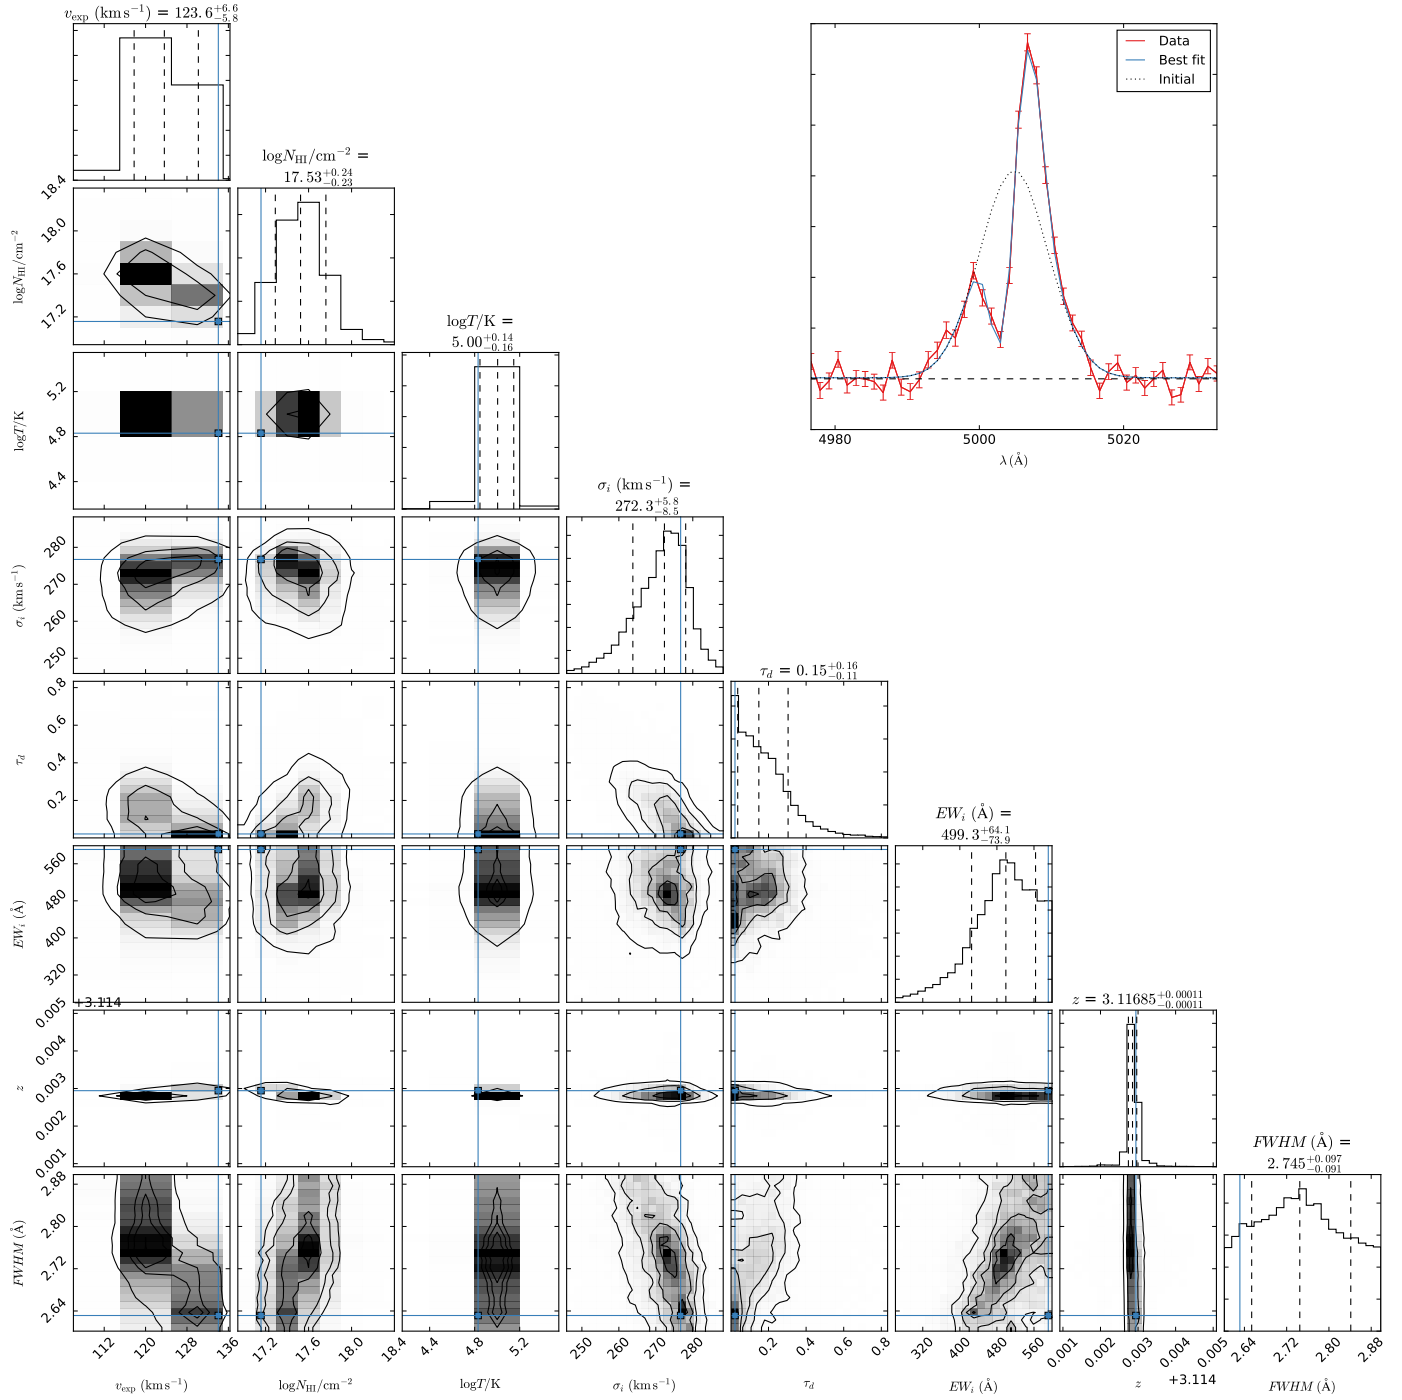 v_exp (km s⁻¹) = 123.6 +6.6 −5.8
Data
Best fit
Initial
4980 5000 5020
λ (Å)
logN_HI/cm⁻² =
17.53 +0.24 −0.23
18.4
18.0
17.6
17.2
logN_HI/cm⁻²
logT/K =
5.00 +0.14 −0.16
5.2
4.8
4.4
logT/K
σ_i (km s⁻¹) =
272.3 +5.8 −8.5
280
270
260
250
σ_i (km s⁻¹)
τ_d = 0.15 +0.16 −0.11
0.8
0.6
0.4
0.2
τ_d
EW_i (Å) =
499.3 +64.1 −73.9
560
480
400
320
EW_i (Å)
+3.114
z = 3.11685 +0.00011 −0.00011
0.005
0.004
0.003
0.002
0.001
z
FWHM (Å) =
2.745 +0.097 −0.091
2.88
2.80
2.72
2.64
FWHM (Å)
112 120 128 136
17.2 17.6 18.0 18.4
4.4 4.8 5.2
250 260 270 280
0.2 0.4 0.6 0.8
320 400 480 560
0.001 0.002 0.003 0.004 0.005
2.64 2.72 2.80 2.88
+3.114
v_exp (km s⁻¹)
logN_HI/cm⁻²
logT/K
σ_i (km s⁻¹)
τ_d
EW_i (Å)
z
FWHM (Å)